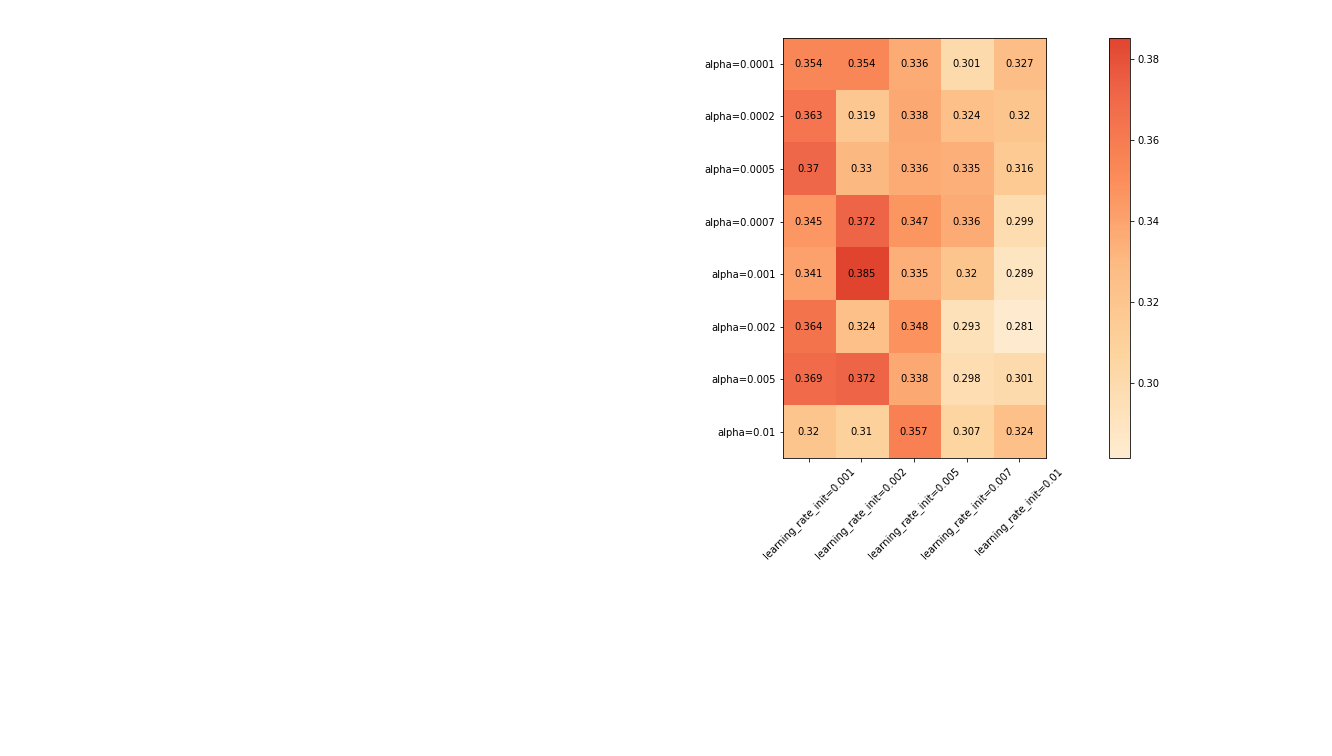 alpha=0.0001 0.354 0.354 0.336 0.301 0.327
alpha=0.0002 0.363 0.319 0.338 0.324 0.32
alpha=0.0005 0.37 0.33 0.336 0.335 0.316
alpha=0.0007 0.345 0.372 0.347 0.336 0.299
alpha=0.001 0.341 0.385 0.335 0.32 0.289
alpha=0.002 0.364 0.324 0.348 0.293 0.281
alpha=0.005 0.369 0.372 0.338 0.298 0.301
alpha=0.01 0.32 0.31 0.357 0.307 0.324
learning_rate_init=0.001
learning_rate_init=0.002
learning_rate_init=0.005
learning_rate_init=0.007
learning_rate_init=0.01
0.38
0.36
0.34
0.32
0.30